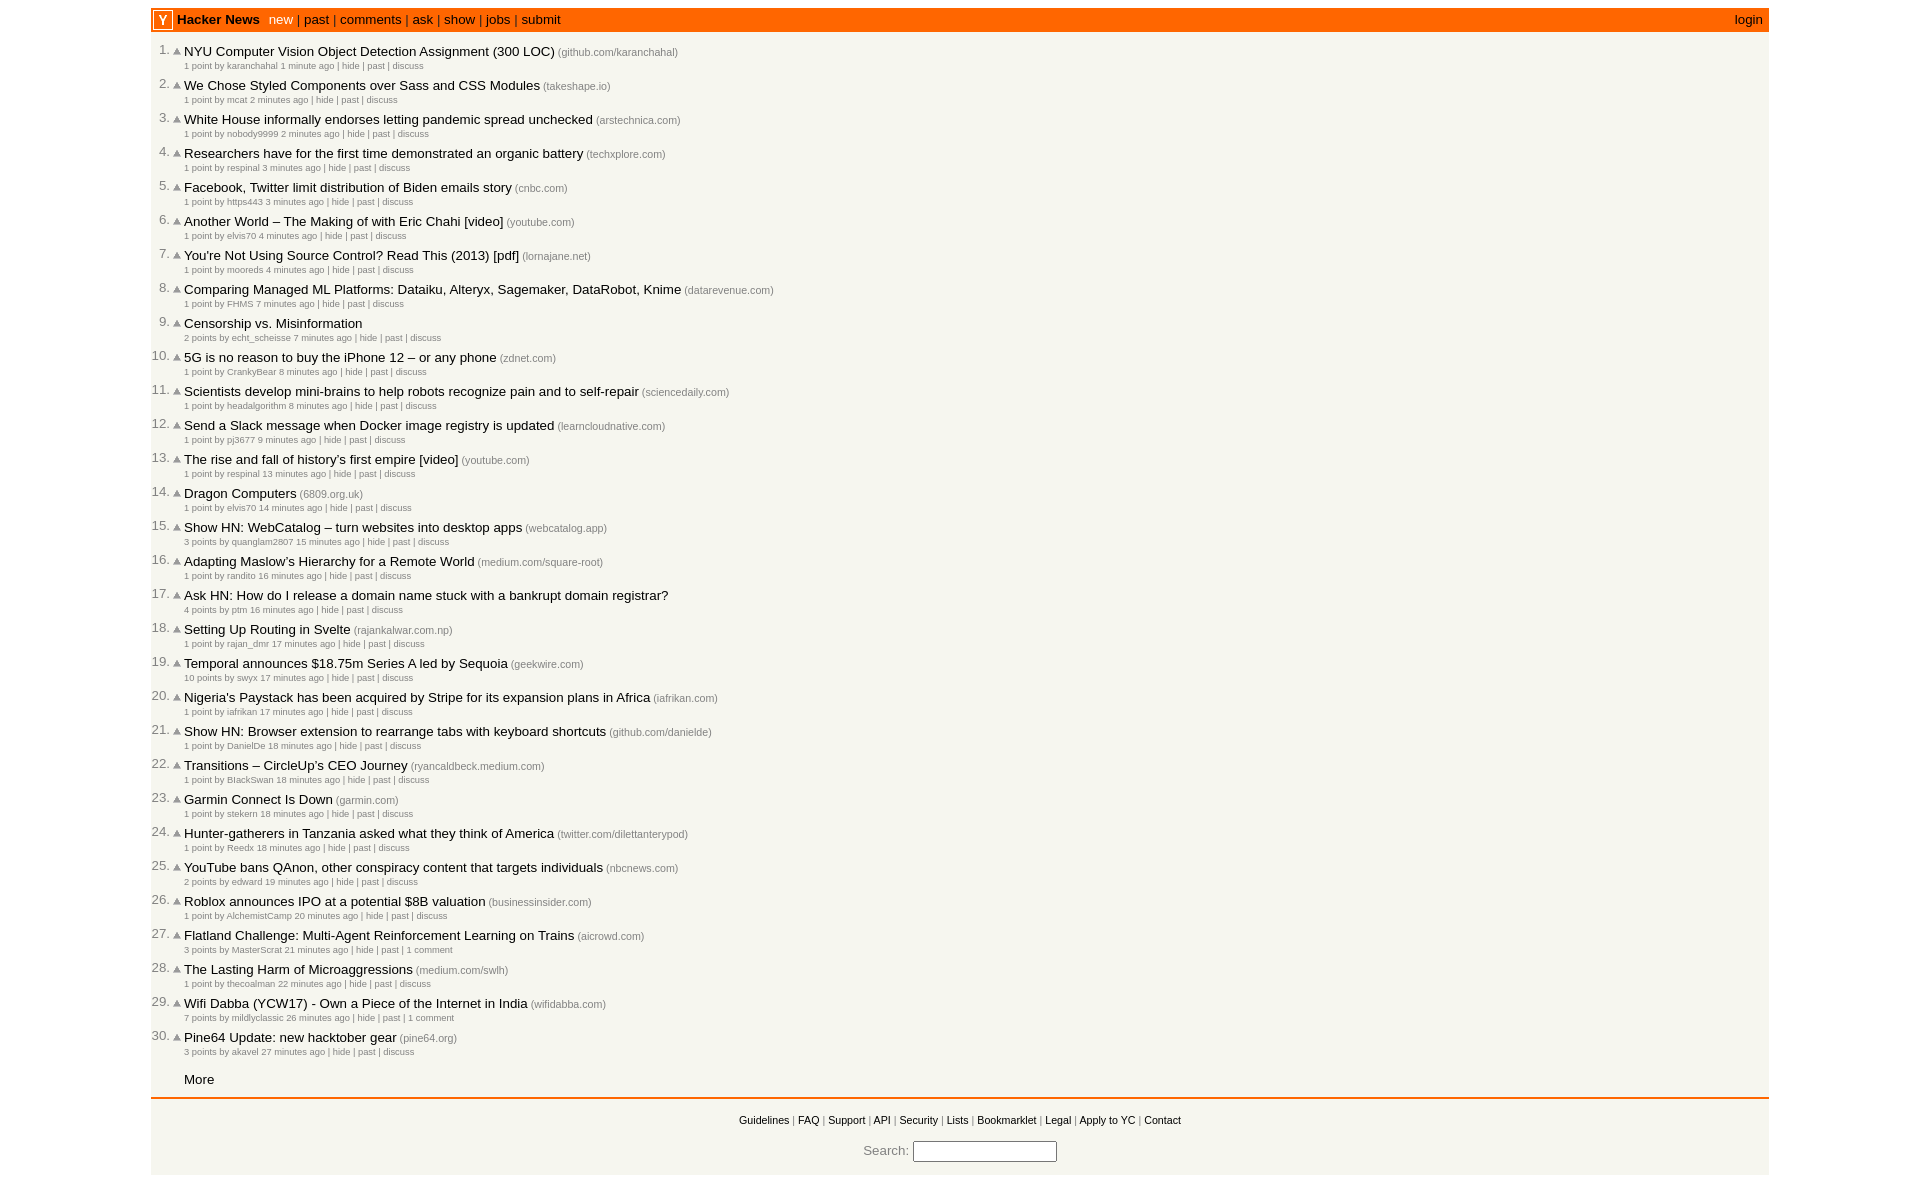 Y Hacker News new | past | comments | ask | show | jobs | submit login
1. NYU Computer Vision Object Detection Assignment (300 LOC) (github.com/karanchahal)
1 point by karanchahal 1 minute ago | hide | past | discuss
2. We Chose Styled Components over Sass and CSS Modules (takeshape.io)
1 point by mcat 2 minutes ago | hide | past | discuss
3. White House informally endorses letting pandemic spread unchecked (arstechnica.com)
1 point by nobody9999 2 minutes ago | hide | past | discuss
4. Researchers have for the first time demonstrated an organic battery (techxplore.com)
1 point by respinal 3 minutes ago | hide | past | discuss
5. Facebook, Twitter limit distribution of Biden emails story (cnbc.com)
1 point by https443 3 minutes ago | hide | past | discuss
6. Another World – The Making of with Eric Chahi [video] (youtube.com)
1 point by elvis70 4 minutes ago | hide | past | discuss
7. You're Not Using Source Control? Read This (2013) [pdf] (lornajane.net)
1 point by mooreds 4 minutes ago | hide | past | discuss
8. Comparing Managed ML Platforms: Dataiku, Alteryx, Sagemaker, DataRobot, Knime (datarevenue.com)
1 point by FHMS 7 minutes ago | hide | past | discuss
9. Censorship vs. Misinformation
2 points by echt_scheisse 7 minutes ago | hide | past | discuss
10. 5G is no reason to buy the iPhone 12 – or any phone (zdnet.com)
1 point by CrankyBear 8 minutes ago | hide | past | discuss
11. Scientists develop mini-brains to help robots recognize pain and to self-repair (sciencedaily.com)
1 point by headalgorithm 8 minutes ago | hide | past | discuss
12. Send a Slack message when Docker image registry is updated (learncloudnative.com)
1 point by pj3677 9 minutes ago | hide | past | discuss
13. The rise and fall of history’s first empire [video] (youtube.com)
1 point by respinal 13 minutes ago | hide | past | discuss
14. Dragon Computers (6809.org.uk)
1 point by elvis70 14 minutes ago | hide | past | discuss
15. Show HN: WebCatalog – turn websites into desktop apps (webcatalog.app)
3 points by quanglam2807 15 minutes ago | hide | past | discuss
16. Adapting Maslow’s Hierarchy for a Remote World (medium.com/square-root)
1 point by randito 16 minutes ago | hide | past | discuss
17. Ask HN: How do I release a domain name stuck with a bankrupt domain registrar?
4 points by ptm 16 minutes ago | hide | past | discuss
18. Setting Up Routing in Svelte (rajankalwar.com.np)
1 point by rajan_dmr 17 minutes ago | hide | past | discuss
19. Temporal announces $18.75m Series A led by Sequoia (geekwire.com)
10 points by swyx 17 minutes ago | hide | past | discuss
20. Nigeria's Paystack has been acquired by Stripe for its expansion plans in Africa (iafrikan.com)
1 point by iafrikan 17 minutes ago | hide | past | discuss
21. Show HN: Browser extension to rearrange tabs with keyboard shortcuts (github.com/danielde)
1 point by DanielDe 18 minutes ago | hide | past | discuss
22. Transitions – CircleUp’s CEO Journey (ryancaldbeck.medium.com)
1 point by BIackSwan 18 minutes ago | hide | past | discuss
23. Garmin Connect Is Down (garmin.com)
1 point by stekern 18 minutes ago | hide | past | discuss
24. Hunter-gatherers in Tanzania asked what they think of America (twitter.com/dilettanterypod)
1 point by Reedx 18 minutes ago | hide | past | discuss
25. YouTube bans QAnon, other conspiracy content that targets individuals (nbcnews.com)
2 points by edward 19 minutes ago | hide | past | discuss
26. Roblox announces IPO at a potential $8B valuation (businessinsider.com)
1 point by AlchemistCamp 20 minutes ago | hide | past | discuss
27. Flatland Challenge: Multi-Agent Reinforcement Learning on Trains (aicrowd.com)
3 points by MasterScrat 21 minutes ago | hide | past | 1 comment
28. The Lasting Harm of Microaggressions (medium.com/swlh)
1 point by thecoalman 22 minutes ago | hide | past | discuss
29. Wifi Dabba (YCW17) - Own a Piece of the Internet in India (wifidabba.com)
7 points by mildlyclassic 26 minutes ago | hide | past | 1 comment
30. Pine64 Update: new hacktober gear (pine64.org)
3 points by akavel 27 minutes ago | hide | past | discuss
More
Guidelines | FAQ | Support | API | Security | Lists | Bookmarklet | Legal | Apply to YC | Contact
Search: